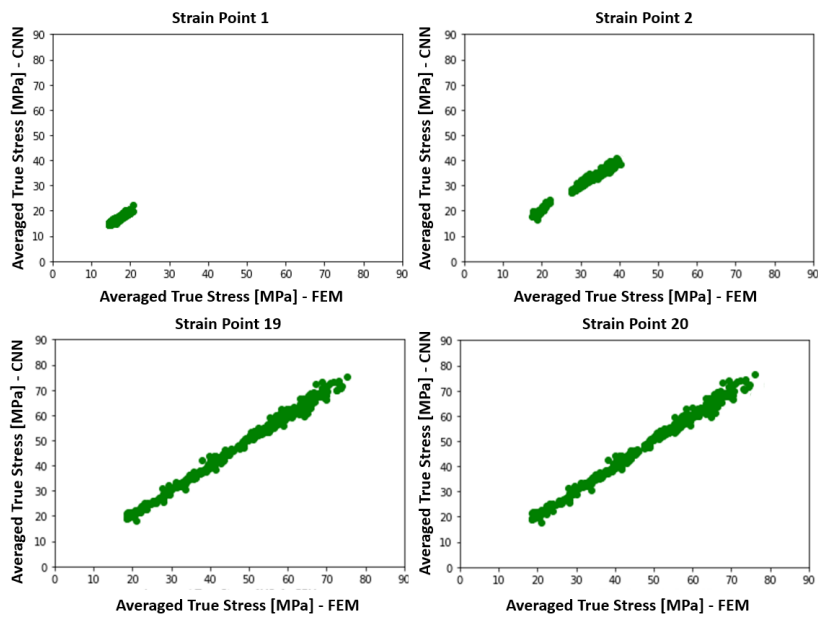 Strain Point 1
Averaged True Stress [MPa] - CNN
90
80
70
60
50
40
30
20
10
0
0 10 20 30 40 50 60 70 80 90
Averaged True Stress [MPa] - FEM
Strain Point 2
Averaged True Stress [MPa] - CNN
90
80
70
60
50
40
30
20
10
0
0 10 20 30 40 50 60 70 80 90
Averaged True Stress [MPa] - FEM
Strain Point 19
Averaged True Stress [MPa] - CNN
90
80
70
60
50
40
30
20
10
0
0 10 20 30 40 50 60 70 80 90
Averaged True Stress [MPa] - FEM
Strain Point 20
Averaged True Stress [MPa] - CNN
90
80
70
60
50
40
30
20
10
0
0 10 20 30 40 50 60 70 80 90
Averaged True Stress [MPa] - FEM